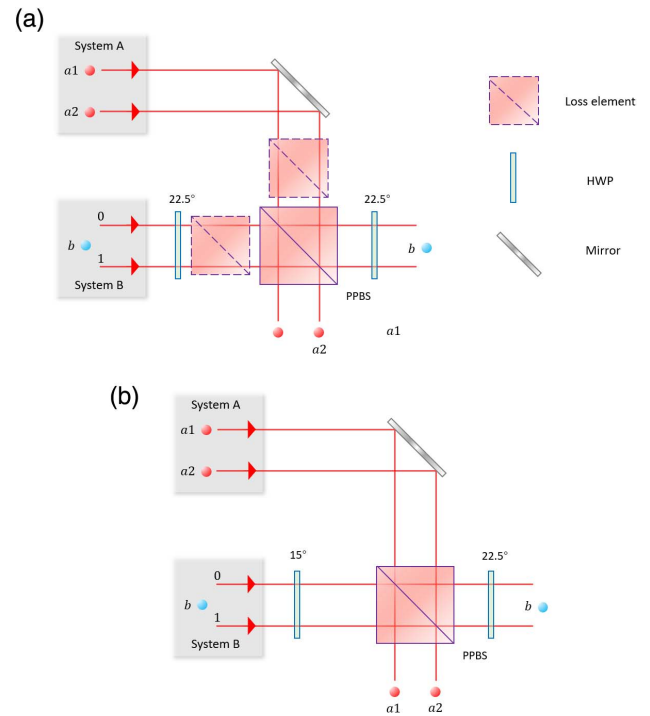 (a)
System A
a1
a2
Loss element
HWP
Mirror
22.5°
22.5°
0
b
1
System B
b
PPBS
a2
a1
(b)
System A
a1
a2
15°
22.5°
0
b
1
System B
b
PPBS
a1
a2